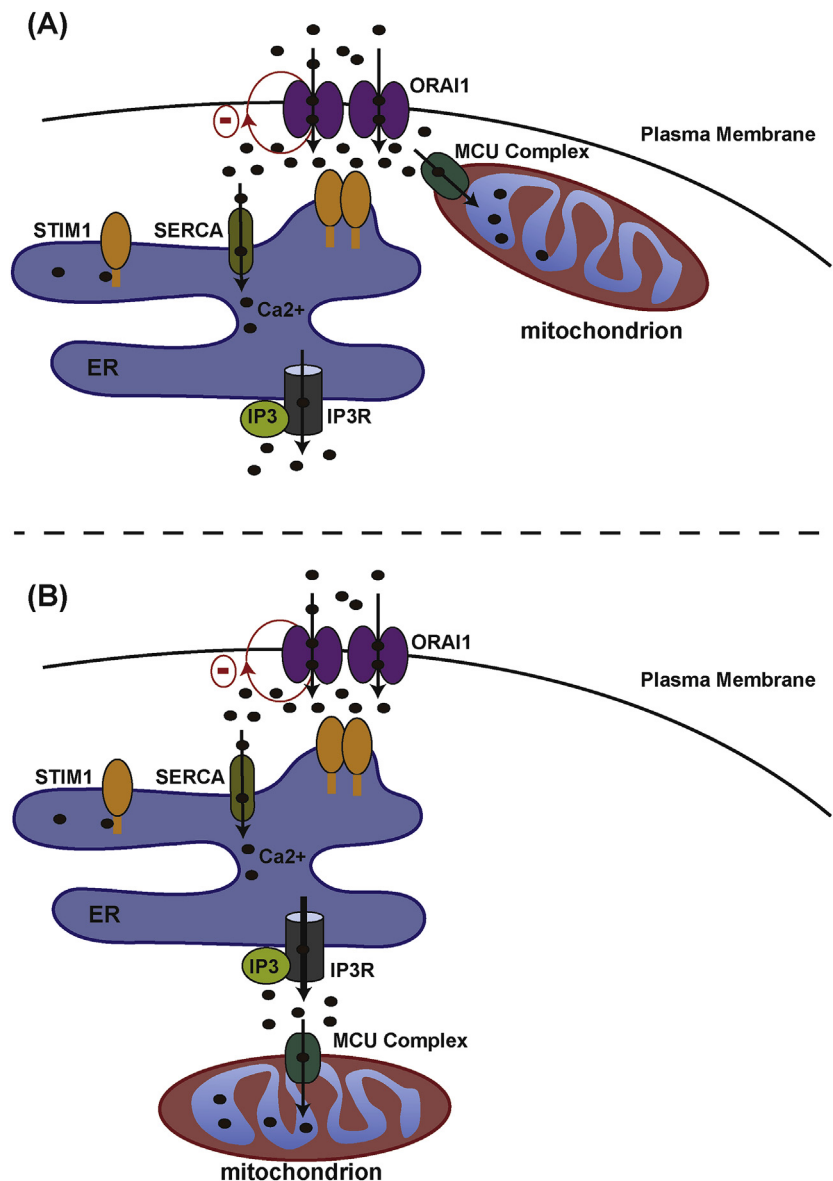 (A)
ORAI1
-
Plasma Membrane
MCU Complex
STIM1
SERCA
Ca2+
mitochondrion
ER
IP3
IP3R
(B)
ORAI1
-
Plasma Membrane
STIM1
SERCA
Ca2+
ER
IP3
IP3R
MCU Complex
mitochondrion